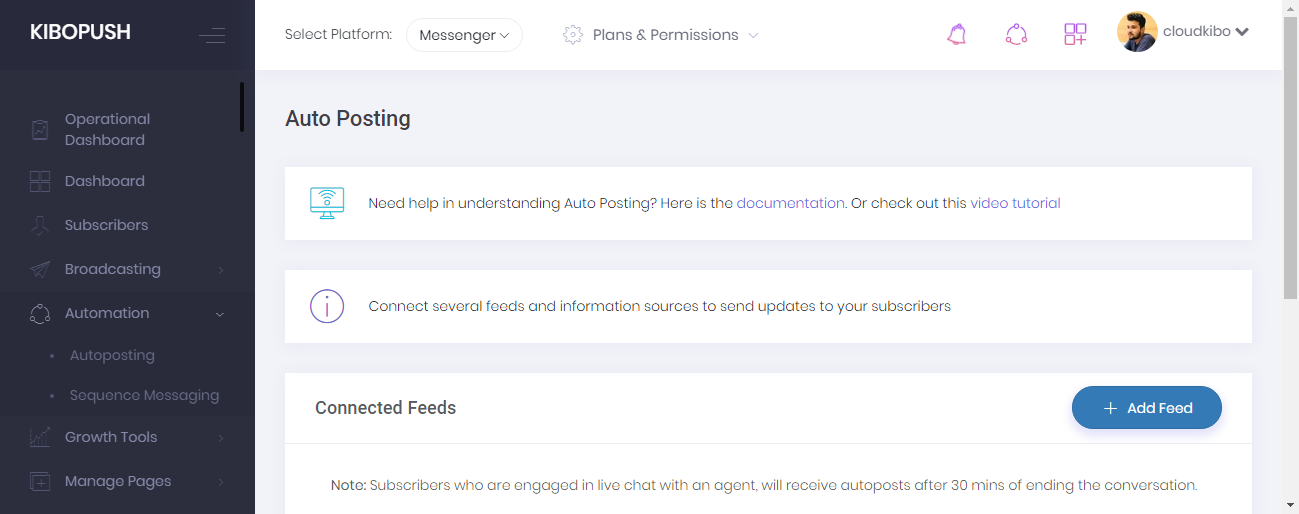 KIBOPUSH
Select Platform: Messenger
Plans & Permissions
cloudkibo
Operational
Dashboard
Dashboard
Subscribers
Broadcasting
Automation
Autoposting
Sequence Messaging
Growth Tools
Manage Pages
Auto Posting
Need help in understanding Auto Posting? Here is the documentation. Or check out this video tutorial
Connect several feeds and information sources to send updates to your subscribers
Connected Feeds
Add Feed
Note: Subscribers who are engaged in live chat with an agent, will receive autoposts after 30 mins of ending the conversation.